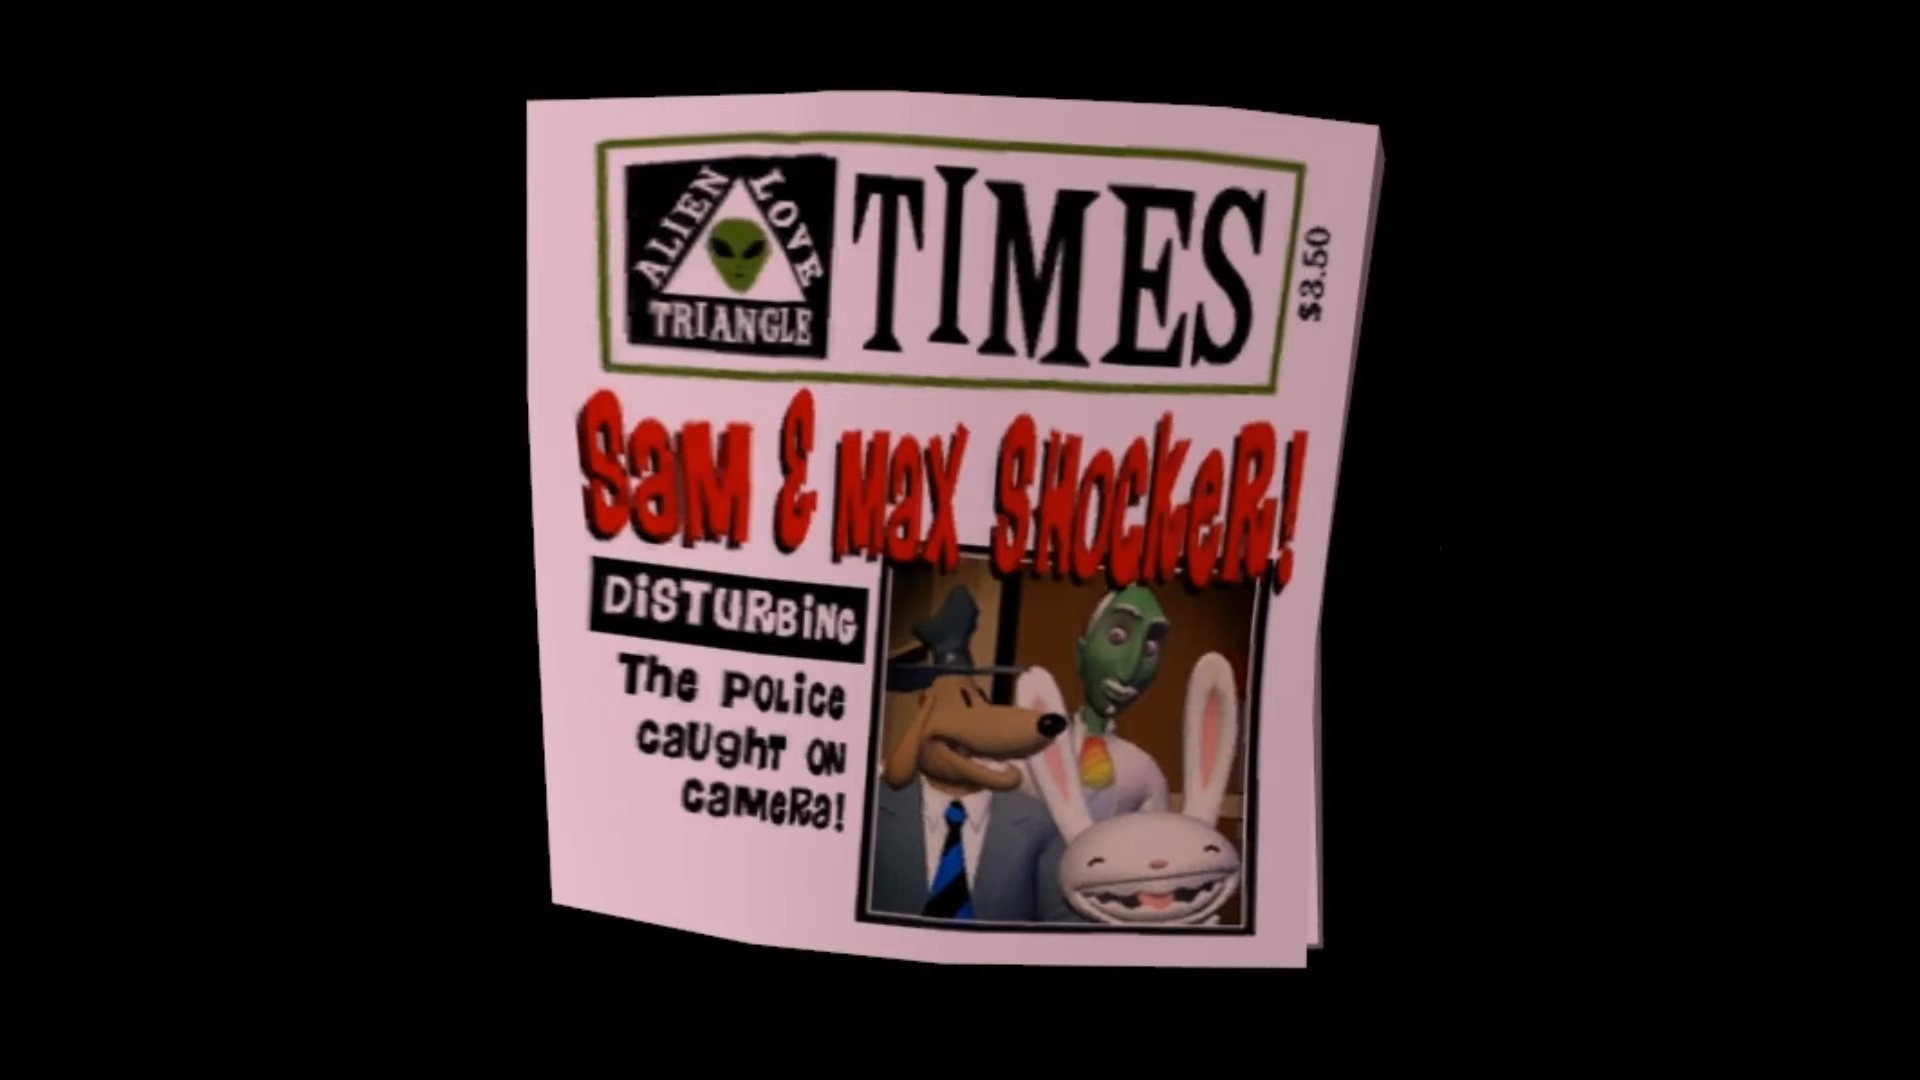 ALIEN LOVE
TRIANGLE
TIMES
$3.50
SaM & Max SHOCKeR!
DiSTURBiNG
The POLice
caught ON
caMeRa!